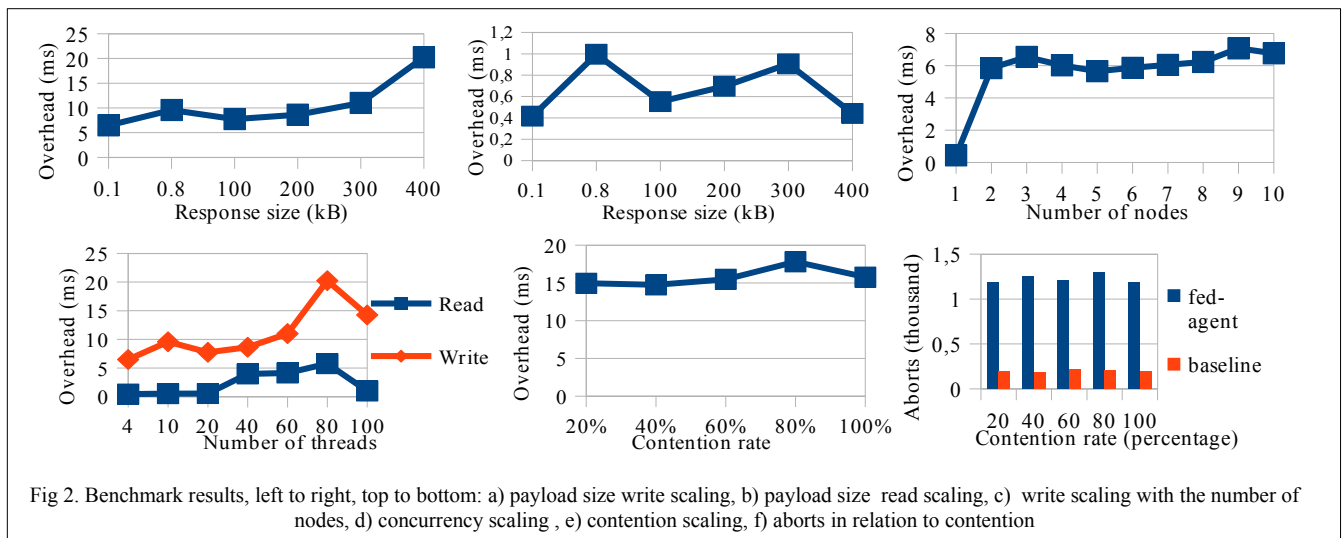 Overhead (ms)
25
20
15
10
5
0
0.1 0.8 100 200 300 400
Response size (kB)
Overhead (ms)
1,2
1
0,8
0,6
0,4
0,2
0
0.1 0.8 100 200 300 400
Response size (kB)
Overhead (ms)
8
6
4
2
0
1 2 3 4 5 6 7 8 9 10
Number of nodes
Overhead (ms)
25
20
15
10
5
0
4 10 20 40 60 80 100
Number of threads
Read
Write
Overhead (ms)
20
15
10
5
0
20% 40% 60% 80% 100%
Contention rate
Aborts (thousand)
1,5
1
0,5
0
20 40 60 80 100
Contention rate (percentage)
fed-
agent
baseline
Fig 2. Benchmark results, left to right, top to bottom: a) payload size write scaling, b) payload size read scaling, c) write scaling with the number of
nodes, d) concurrency scaling , e) contention scaling, f) aborts in relation to contention